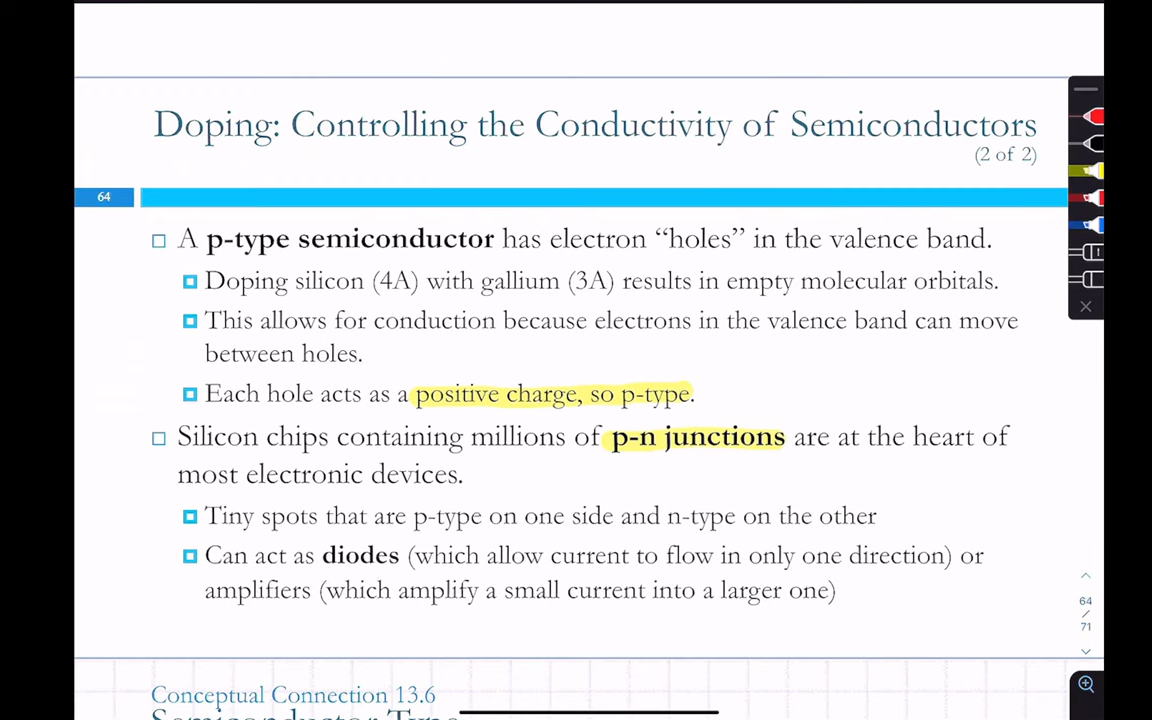 Doping: Controlling the Conductivity of Semiconductors
(2 of 2)
64
A p-type semiconductor has electron “holes” in the valence band.
Doping silicon (4A) with gallium (3A) results in empty molecular orbitals.
This allows for conduction because electrons in the valence band can move
between holes.
Each hole acts as a positive charge, so p-type.
Silicon chips containing millions of p-n junctions are at the heart of
most electronic devices.
Tiny spots that are p-type on one side and n-type on the other
Can act as diodes (which allow current to flow in only one direction) or
amplifiers (which amplify a small current into a larger one)
64
/
71
Conceptual Connection 13.6
Semiconductor Type